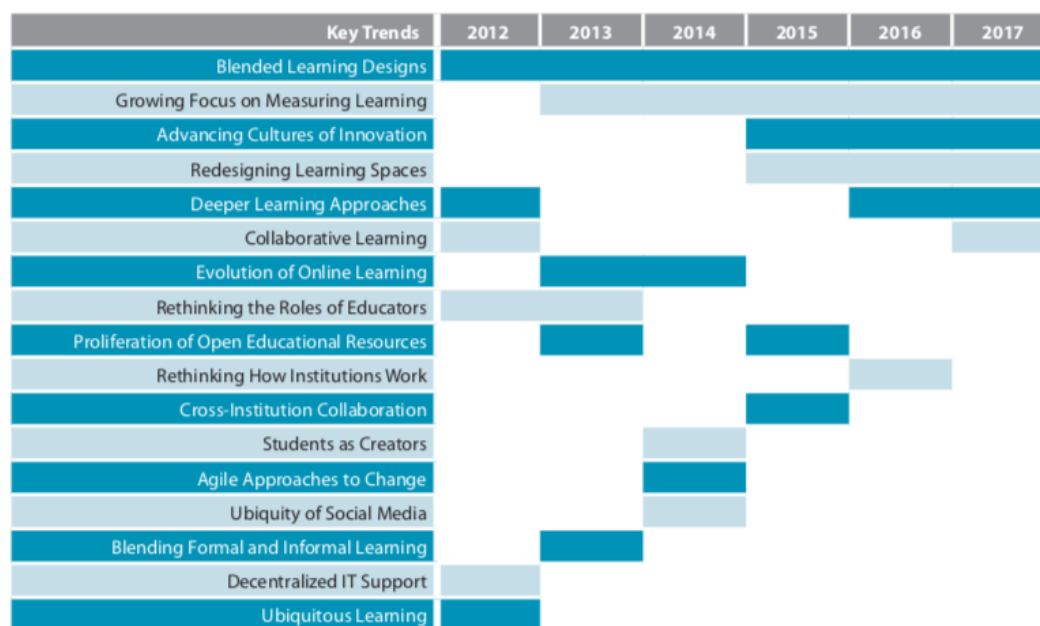 Key Trends 2012 2013 2014 2015 2016 2017
Blended Learning Designs
Growing Focus on Measuring Learning
Advancing Cultures of Innovation
Redesigning Learning Spaces
Deeper Learning Approaches
Collaborative Learning
Evolution of Online Learning
Rethinking the Roles of Educators
Proliferation of Open Educational Resources
Rethinking How Institutions Work
Cross-Institution Collaboration
Students as Creators
Agile Approaches to Change
Ubiquity of Social Media
Blending Formal and Informal Learning
Decentralized IT Support
Ubiquitous Learning